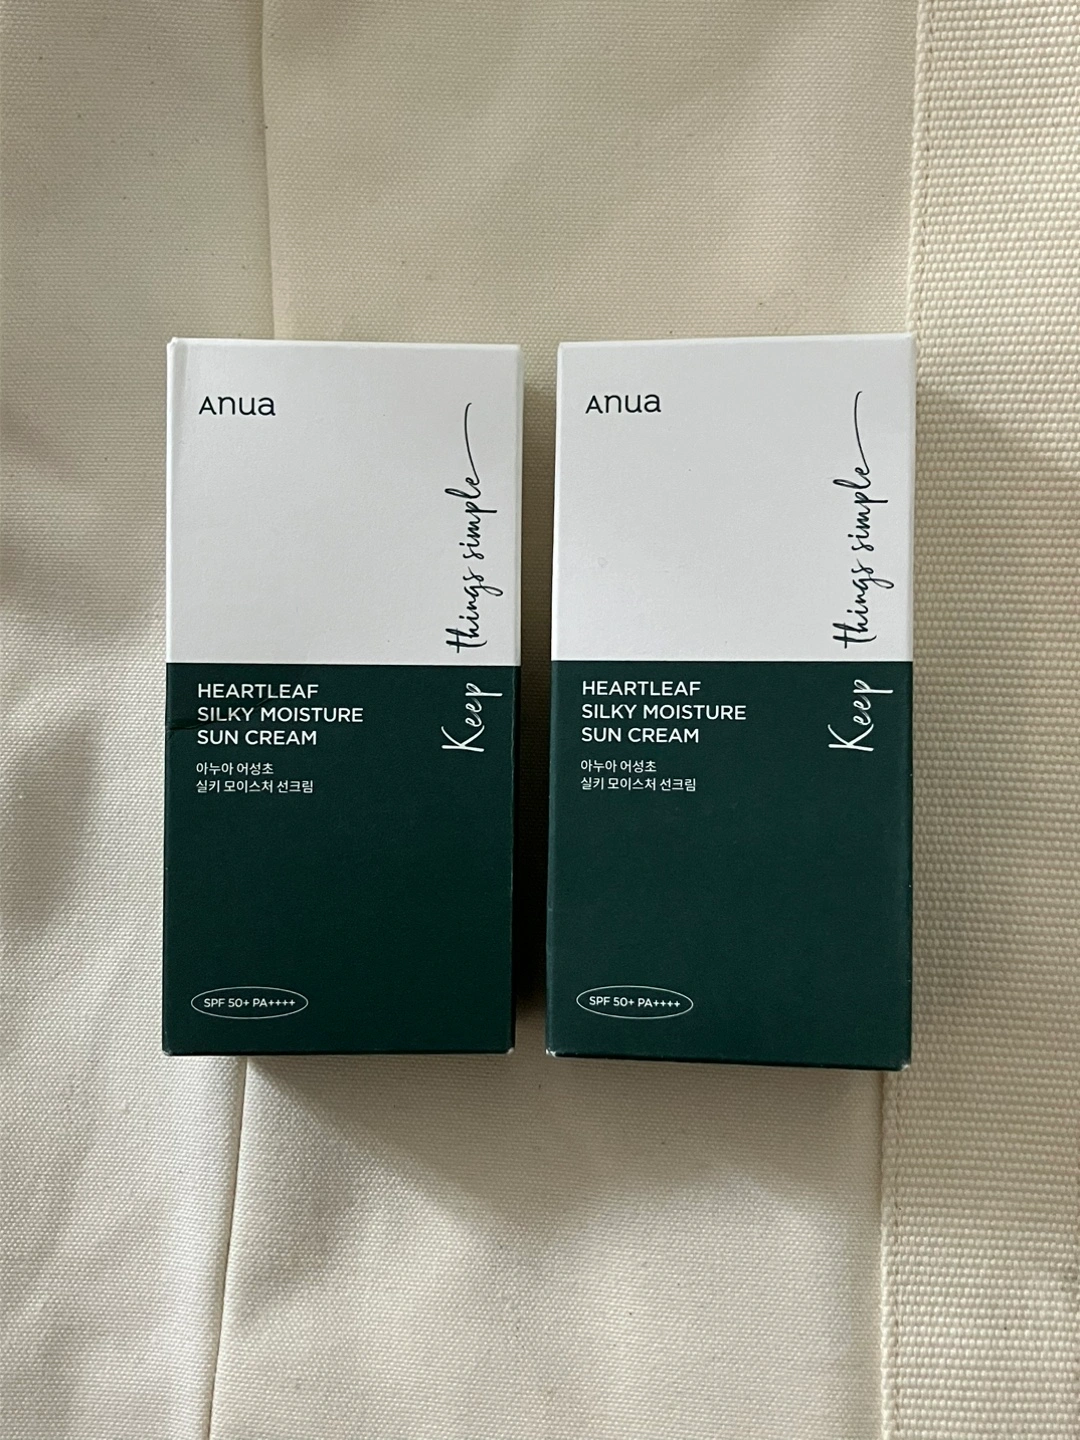 Anua
Keep things simple
HEARTLEAF
SILKY MOISTURE
SUN CREAM
아누아 어성초
실키 모이스처 선크림
SPF 50+ PA++++
Anua
Keep things simple
HEARTLEAF
SILKY MOISTURE
SUN CREAM
아누아 어성초
실키 모이스처 선크림
SPF 50+ PA++++